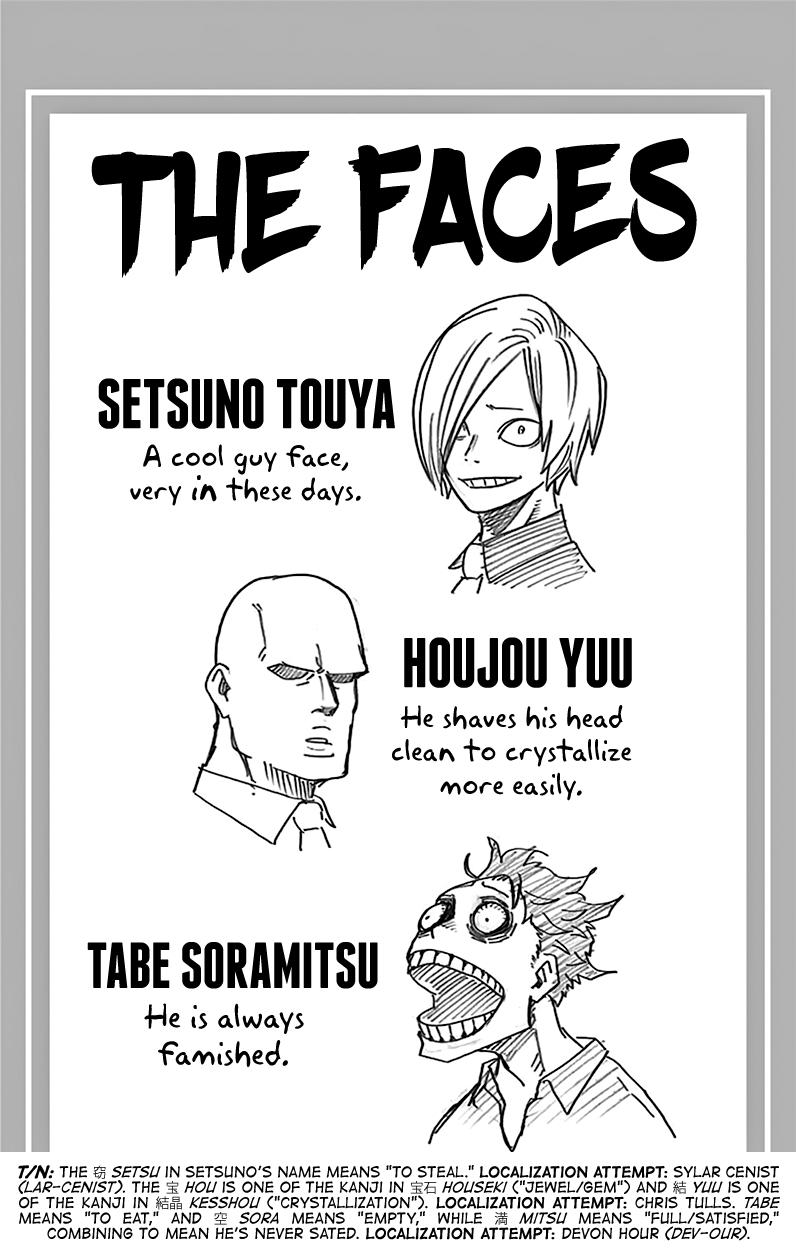 THE FACES
SETSUNO TOUYA
A cool guy face,
very in these days.
HOUJOU YUU
He shaves his head
clean to crystallize
more easily.
TABE SORAMITSU
He is always
famished.
T/N: THE 窃 SETSU IN SETSUNO'S NAME MEANS "TO STEAL." LOCALIZATION ATTEMPT: SYLAR CENIST
(LAR-CENIST). THE 宝 HOU IS ONE OF THE KANJI IN 宝石 HOUSEKI ("JEWEL/GEM") AND 結 YUU IS ONE
OF THE KANJI IN 結晶 KESSHOU ("CRYSTALLIZATION"). LOCALIZATION ATTEMPT: CHRIS TULLS. TABE
MEANS "TO EAT," AND 空 SORA MEANS "EMPTY," WHILE 満 MITSU MEANS "FULL/SATISFIED,"
COMBINING TO MEAN HE'S NEVER SATED. LOCALIZATION ATTEMPT: DEVON HOUR (DEV-OUR).